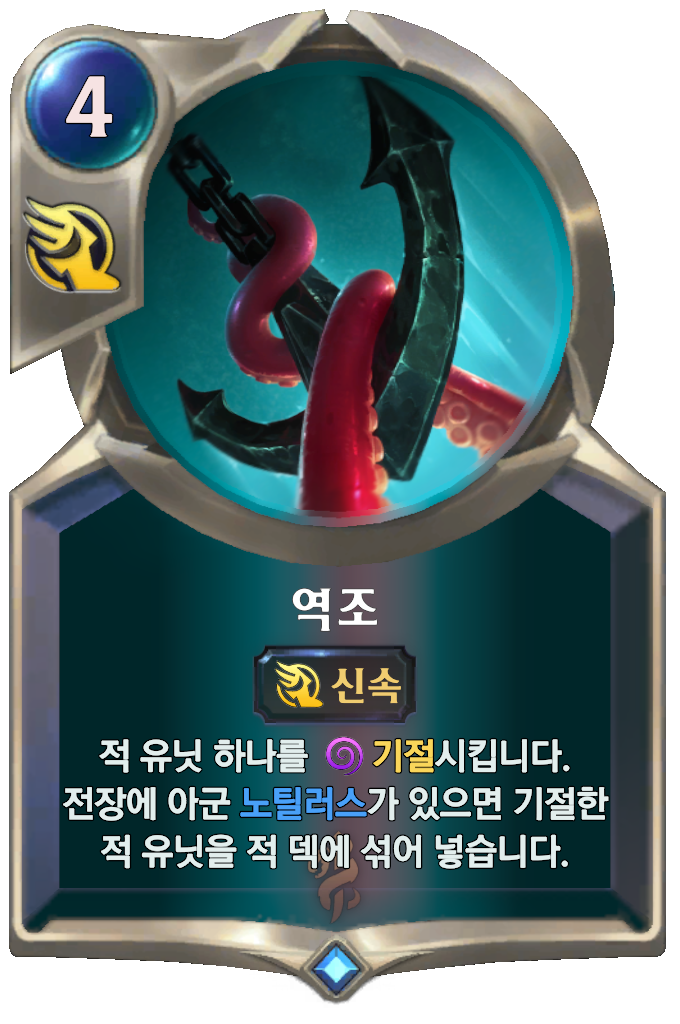 4
역조
신속
적 유닛 하나를 기절시킵니다.
전장에 아군 노틸러스가 있으면 기절한
적 유닛을 적 덱에 섞어 넣습니다.